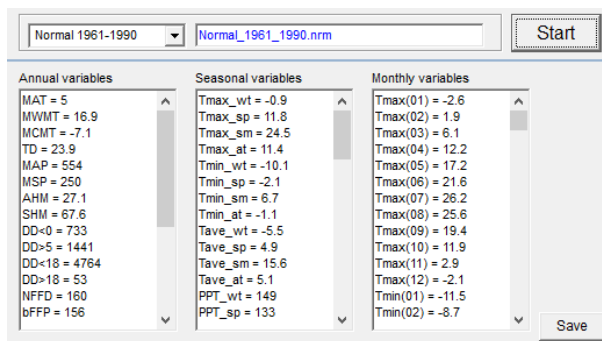 Normal 1961-1990
Normal_1961_1990.nrm
Start
Annual variables
MAT = 5
MWMT = 16.9
MCMT = -7.1
TD = 23.9
MAP = 554
MSP = 250
AHM = 27.1
SHM = 67.6
DD<0 = 733
DD>5 = 1441
DD<18 = 4764
DD>18 = 53
NFFD = 160
bFFP = 156
Seasonal variables
Tmax_wt = -0.9
Tmax_sp = 11.8
Tmax_sm = 24.5
Tmax_at = 11.4
Tmin_wt = -10.1
Tmin_sp = -2.1
Tmin_sm = 6.7
Tmin_at = -1.1
Tave_wt = -5.5
Tave_sp = 4.9
Tave_sm = 15.6
Tave_at = 5.1
PPT_wt = 149
PPT_sp = 133
Monthly variables
Tmax(01) = -2.6
Tmax(02) = 1.9
Tmax(03) = 6.1
Tmax(04) = 12.2
Tmax(05) = 17.2
Tmax(06) = 21.6
Tmax(07) = 26.2
Tmax(08) = 25.6
Tmax(09) = 19.4
Tmax(10) = 11.9
Tmax(11) = 2.9
Tmax(12) = -2.1
Tmin(01) = -11.5
Tmin(02) = -8.7
Save